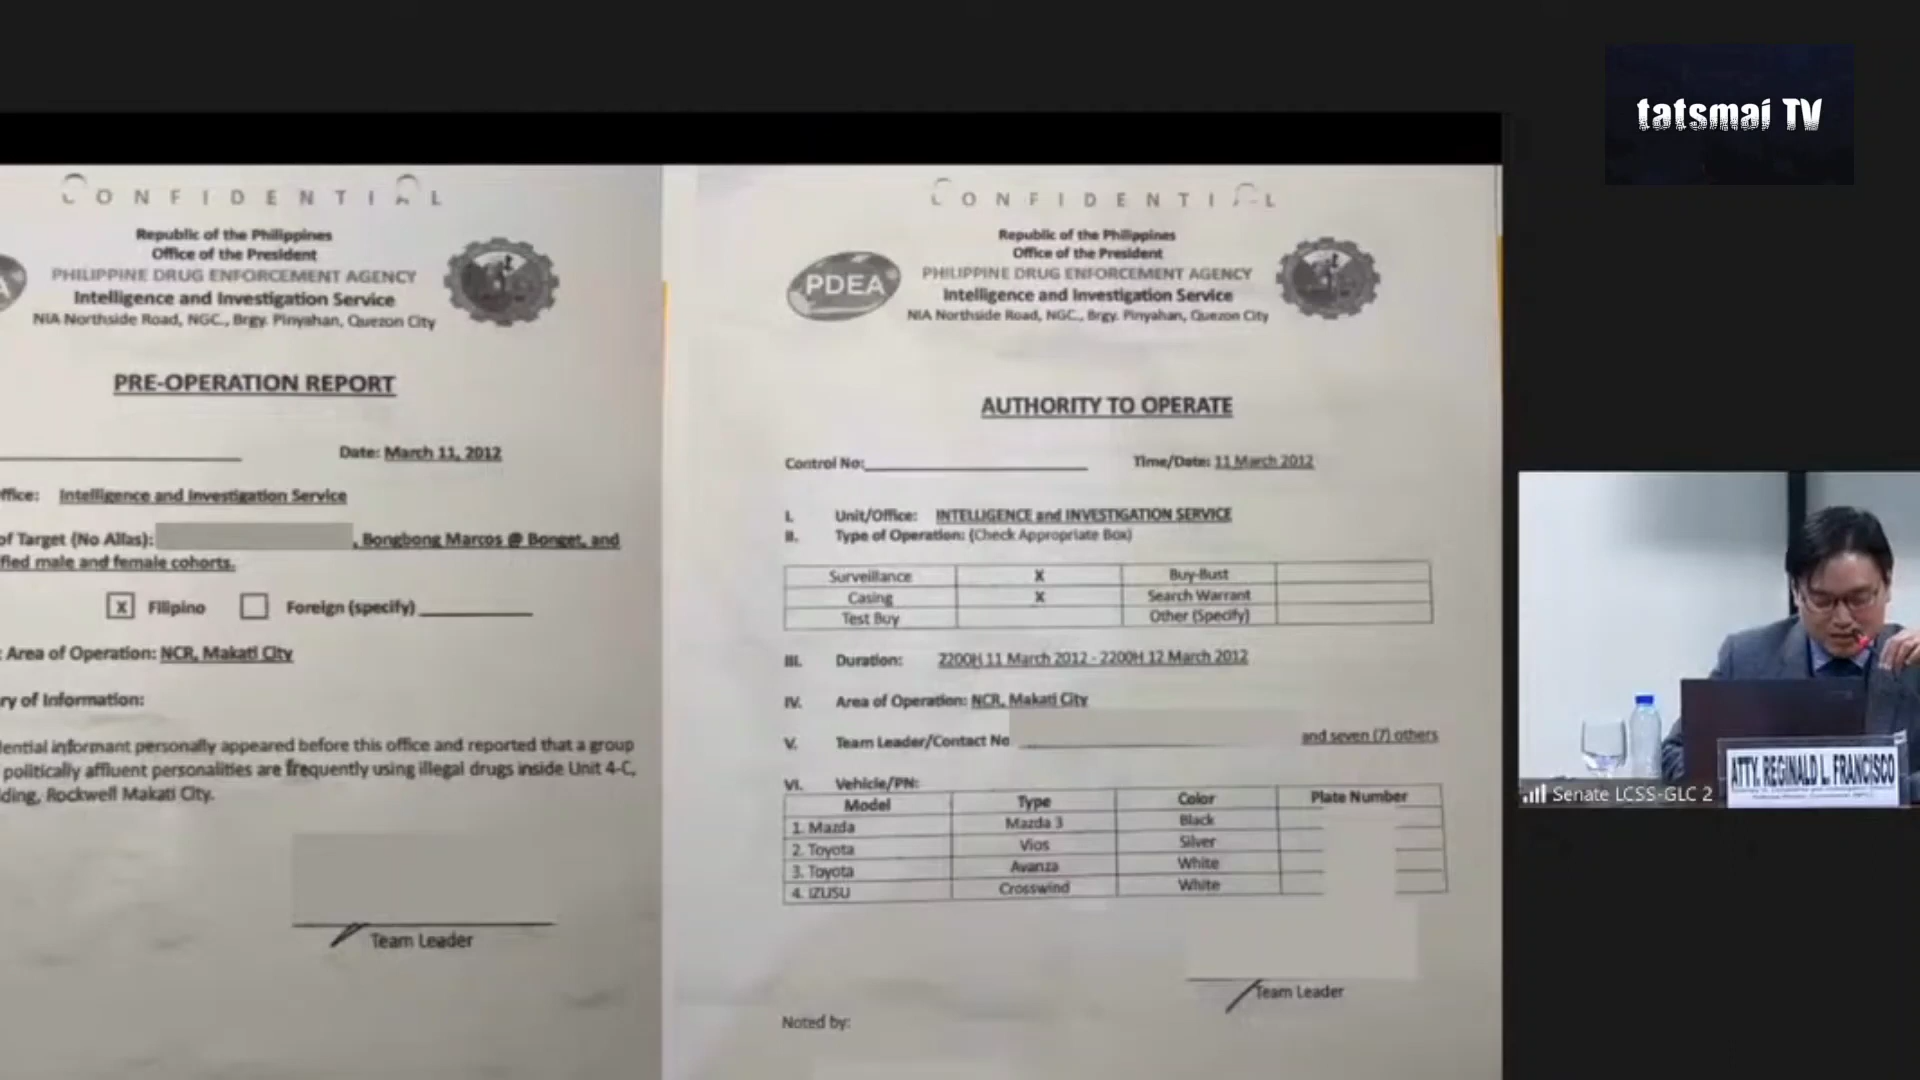 tatsmai TV
CONFIDENTIAL
Republic of the Philippines
Office of the President
PHILIPPINE DRUG ENFORCEMENT AGENCY
Intelligence and Investigation Service
NIA Northside Road, NGC., Brgy. Pinyahan, Quezon City
PRE-OPERATION REPORT
Date: March 11, 2012
ffice: Intelligence and Investigation Service
of Target (No Alias): , Bongbong Marcos @ Bonget, and
fied male and female cohorts.
X Filipino Foreign (specify)
Area of Operation: NCR, Makati City
ry of Information:
dential informant personally appeared before this office and reported that a group
politically affluent personalities are frequently using illegal drugs inside Unit 4-C,
ding, Rockwell Makati City.
Team Leader
CONFIDENTIAL
Republic of the Philippines
Office of the President
PDEA
PHILIPPINE DRUG ENFORCEMENT AGENCY
Intelligence and Investigation Service
NIA Northside Road, NGC., Brgy. Pinyahan, Quezon City
AUTHORITY TO OPERATE
Control No: Time/Date: 11 March 2012
I. Unit/Office: INTELLIGENCE and INVESTIGATION SERVICE
II. Type of Operation: (Check Appropriate Box)
Surveillance X Buy-Bust
Casing X Search Warrant
Test Buy Other (Specify)
III. Duration: 2200H 11 March 2012 - 2200H 12 March 2012
IV. Area of Operation: NCR, Makati City
V. Team Leader/Contact No and seven (7) others
VI. Vehicle/PN:
Model Type Color Plate Number
1. Mazda Mazda 3 Black
2. Toyota Vios Silver
3. Toyota Avanza White
4. IZUSU Crosswind White
Team Leader
Noted by:
ATTY. REGINALD L. FRANCISCO
Senate LCSS-GLC 2